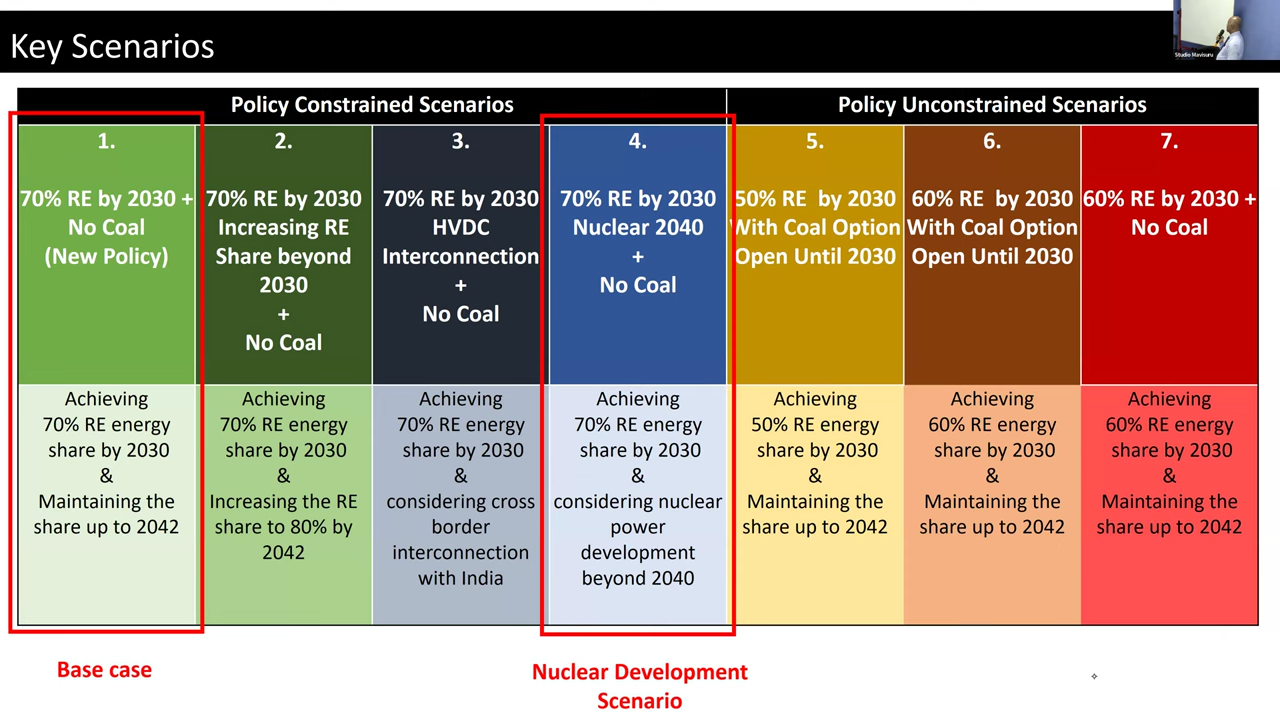 Key Scenarios
Studio Mavisuru
Policy Constrained Scenarios
Policy Unconstrained Scenarios
1.
70% RE by 2030 +
No Coal
(New Policy)
2.
70% RE by 2030
Increasing RE
Share beyond
2030
+
No Coal
3.
70% RE by 2030
HVDC
Interconnection
+
No Coal
4.
70% RE by 2030
Nuclear 2040
+
No Coal
5.
50% RE by 2030
With Coal Option
Open Until 2030
6.
60% RE by 2030
With Coal Option
Open Until 2030
7.
60% RE by 2030 +
No Coal
Achieving
70% RE energy
share by 2030
&
Maintaining the
share up to 2042
Achieving
70% RE energy
share by 2030
&
Increasing the RE
share to 80% by
2042
Achieving
70% RE energy
share by 2030
&
considering cross
border
interconnection
with India
Achieving
70% RE energy
share by 2030
&
considering nuclear
power
development
beyond 2040
Achieving
50% RE energy
share by 2030
&
Maintaining the
share up to 2042
Achieving
60% RE energy
share by 2030
&
Maintaining the
share up to 2042
Achieving
60% RE energy
share by 2030
&
Maintaining the
share up to 2042
Base case
Nuclear Development
Scenario